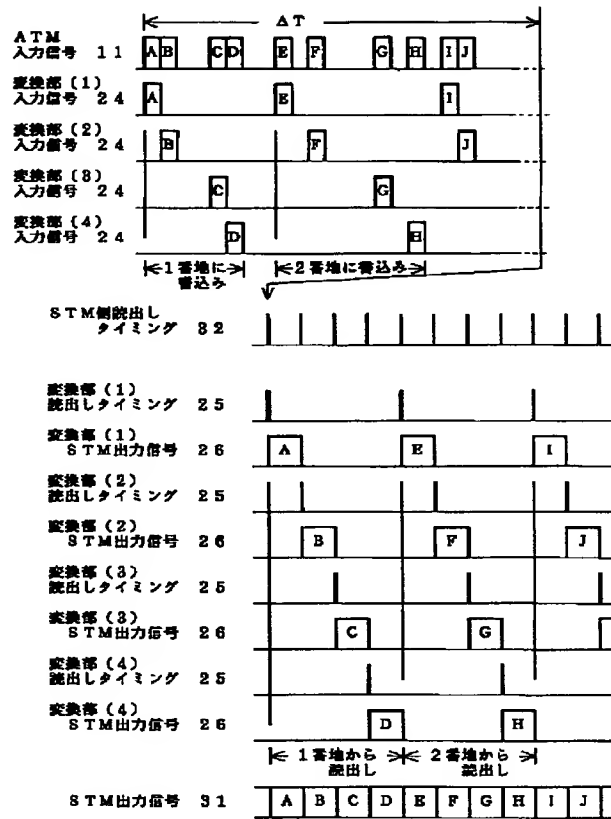 ΔT
ATM
入力信号 11 A B C D E F G H I J
変換部(1)
入力信号 24 A E I
変換部(2)
入力信号 24 B F J
変換部(3)
入力信号 24 C G
変換部(4)
入力信号 24 D H
1番地に
書込み
2番地に書込み
STM側読出し
タイミング 32
変換部(1)
読出しタイミング 25
変換部(1)
STM出力信号 26 A E I
変換部(2)
読出しタイミング 25
変換部(2)
STM出力信号 26 B F J
変換部(3)
読出しタイミング 25
変換部(3)
STM出力信号 26 C G
変換部(4)
読出しタイミング 25
変換部(4)
STM出力信号 26 D H
1番地から
読出し
2番地から
読出し
STM出力信号 31 A B C D E F G H I J